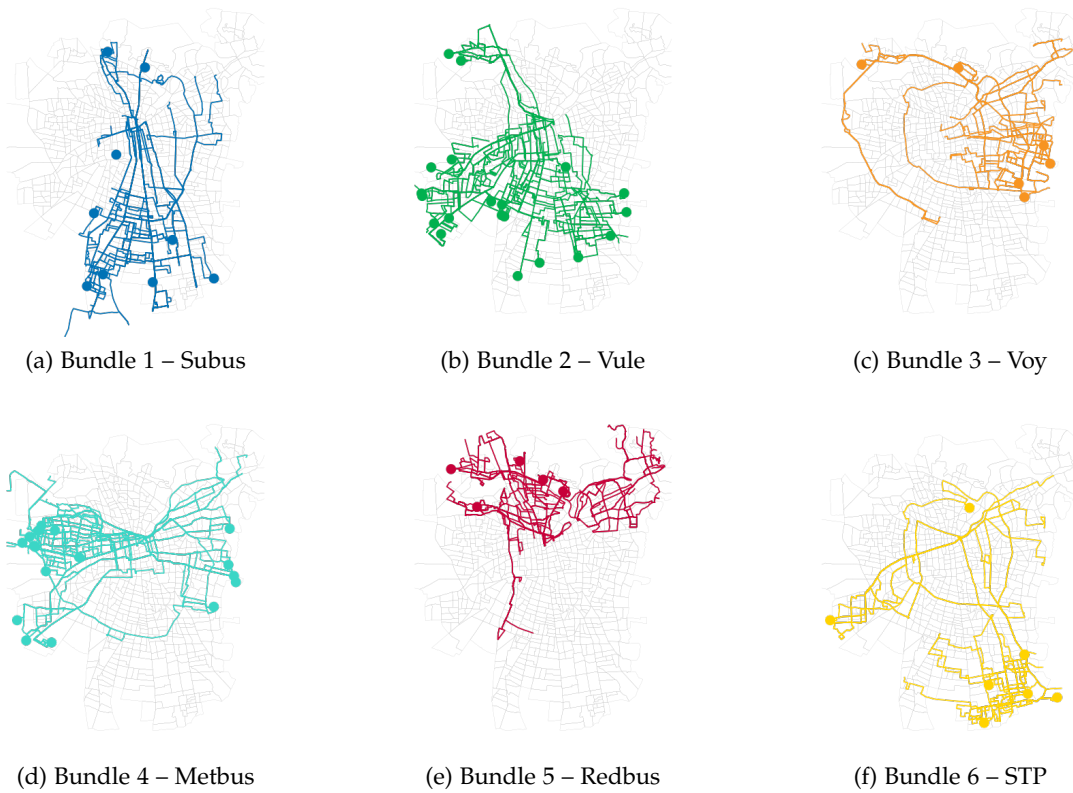 (a) Bundle 1 – Subus
(b) Bundle 2 – Vule
(c) Bundle 3 – Voy
(d) Bundle 4 – Metbus
(e) Bundle 5 – Redbus
(f) Bundle 6 – STP